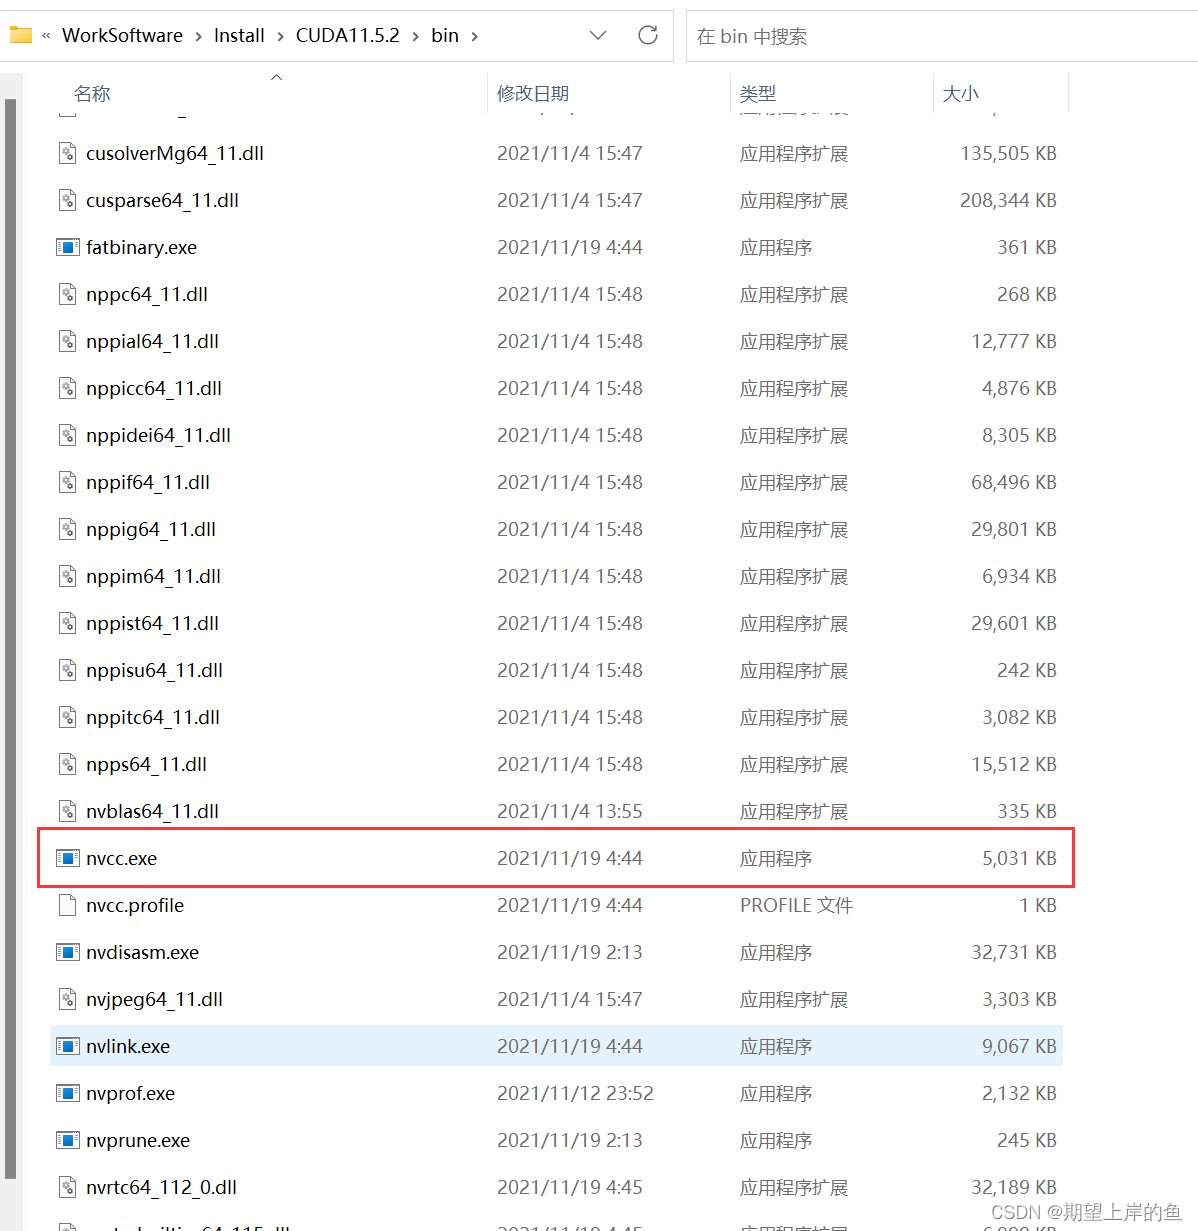 « WorkSoftware › Install › CUDA11.5.2 › bin ›
在 bin 中搜索
名称 修改日期 类型 大小
cusolverMg64_11.dll 2021/11/4 15:47 应用程序扩展 135,505 KB
cusparse64_11.dll 2021/11/4 15:47 应用程序扩展 208,344 KB
fatbinary.exe 2021/11/19 4:44 应用程序 361 KB
nppc64_11.dll 2021/11/4 15:48 应用程序扩展 268 KB
nppial64_11.dll 2021/11/4 15:48 应用程序扩展 12,777 KB
nppicc64_11.dll 2021/11/4 15:48 应用程序扩展 4,876 KB
nppidei64_11.dll 2021/11/4 15:48 应用程序扩展 8,305 KB
nppif64_11.dll 2021/11/4 15:48 应用程序扩展 68,496 KB
nppig64_11.dll 2021/11/4 15:48 应用程序扩展 29,801 KB
nppim64_11.dll 2021/11/4 15:48 应用程序扩展 6,934 KB
nppist64_11.dll 2021/11/4 15:48 应用程序扩展 29,601 KB
nppisu64_11.dll 2021/11/4 15:48 应用程序扩展 242 KB
nppitc64_11.dll 2021/11/4 15:48 应用程序扩展 3,082 KB
npps64_11.dll 2021/11/4 15:48 应用程序扩展 15,512 KB
nvblas64_11.dll 2021/11/4 13:55 应用程序扩展 335 KB
nvcc.exe 2021/11/19 4:44 应用程序 5,031 KB
nvcc.profile 2021/11/19 4:44 PROFILE 文件 1 KB
nvdisasm.exe 2021/11/19 2:13 应用程序 32,731 KB
nvjpeg64_11.dll 2021/11/4 15:47 应用程序扩展 3,303 KB
nvlink.exe 2021/11/19 4:44 应用程序 9,067 KB
nvprof.exe 2021/11/12 23:52 应用程序 2,132 KB
nvprune.exe 2021/11/19 2:13 应用程序 245 KB
nvrtc64_112_0.dll 2021/11/19 4:45 应用程序扩展 32,189 KB
CSDN @期望上岸的鱼